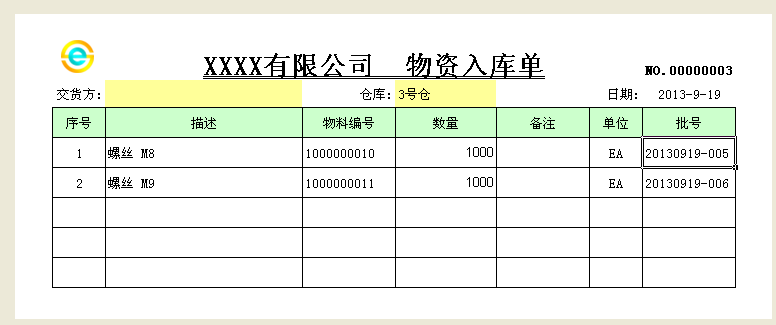 XXXX有限公司 物资入库单
NO.00000003
交货方: 仓库: 3号仓 日期: 2013-9-19
序号 描述 物料编号 数量 备注 单位 批号
1 螺丝 M8 1000000010 1000 EA 20130919-005
2 螺丝 M9 1000000011 1000 EA 20130919-006